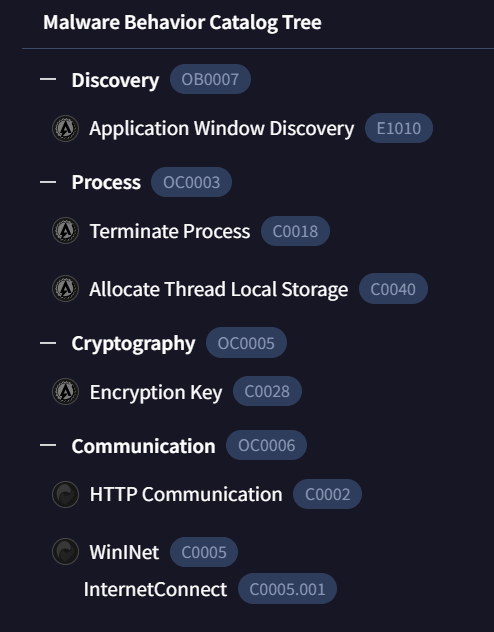 Malware Behavior Catalog Tree
Discovery OB0007
Application Window Discovery E1010
Process OC0003
Terminate Process C0018
Allocate Thread Local Storage C0040
Cryptography OC0005
Encryption Key C0028
Communication OC0006
HTTP Communication C0002
WinINet C0005
InternetConnect C0005.001